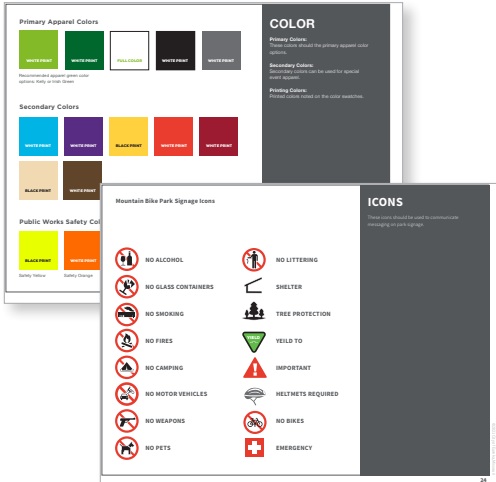 Primary Apparel Colors
WHITE PRINT
WHITE PRINT
FULL COLOR
WHITE PRINT
WHITE PRINT
Recommended apparel green color
options: Kelly or Irish Green
Secondary Colors
WHITE PRINT
WHITE PRINT
BLACK PRINT
WHITE PRINT
WHITE PRINT
BLACK PRINT
WHITE PRINT
Public Works Safety Col
BLACK PRINT
WHITE PRINT
Safety Yellow
Safety Orange
COLOR
Primary Colors:
These colors should the primary apparel color
options.
Secondary Colors:
Secondary colors can be used for special
event apparel.
Printing Colors:
Printed colors noted on the color swatches.
Mountain Bike Park Signage Icons
NO ALCOHOL
NO GLASS CONTAINERS
NO SMOKING
NO FIRES
NO CAMPING
NO MOTOR VEHICLES
NO WEAPONS
NO PETS
NO LITTERING
SHELTER
TREE PROTECTION
YIELD
YEILD TO
IMPORTANT
HELTMETS REQUIRED
NO BIKES
EMERGENCY
ICONS
These icons should be used to communicate
messaging on park signage.
24